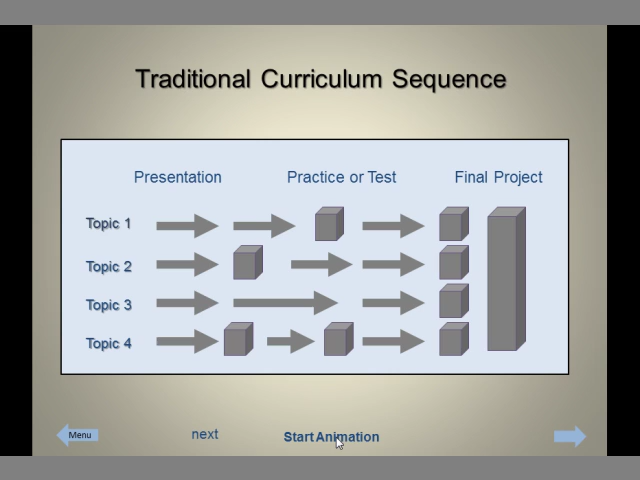 Traditional Curriculum Sequence
Presentation Practice or Test Final Project
Topic 1
Topic 2
Topic 3
Topic 4
Menu next Start Animation